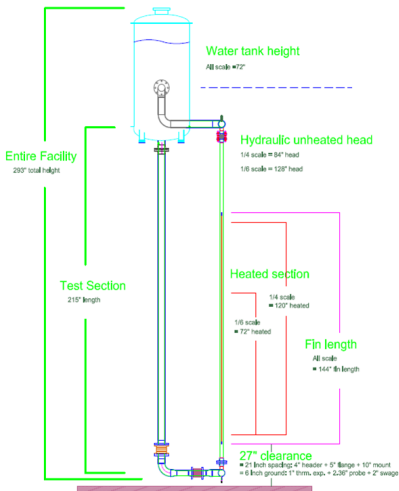 Water tank height
All scale =72"
Hydraulic unheated head
1/4 scale = 84" head
1/6 scale = 128" head
Entire Facility
293" total height
Test Section
215" length
Heated section
1/4 scale
= 120" heated
1/6 scale
= 72" heated
Fin length
All scale
= 144" fin length
27" clearance
= 21 inch spacing: 4" header + 5" flange + 10" mount
= 6 inch ground: 1" thrm. exp. + 2.36" probe + 2" swage